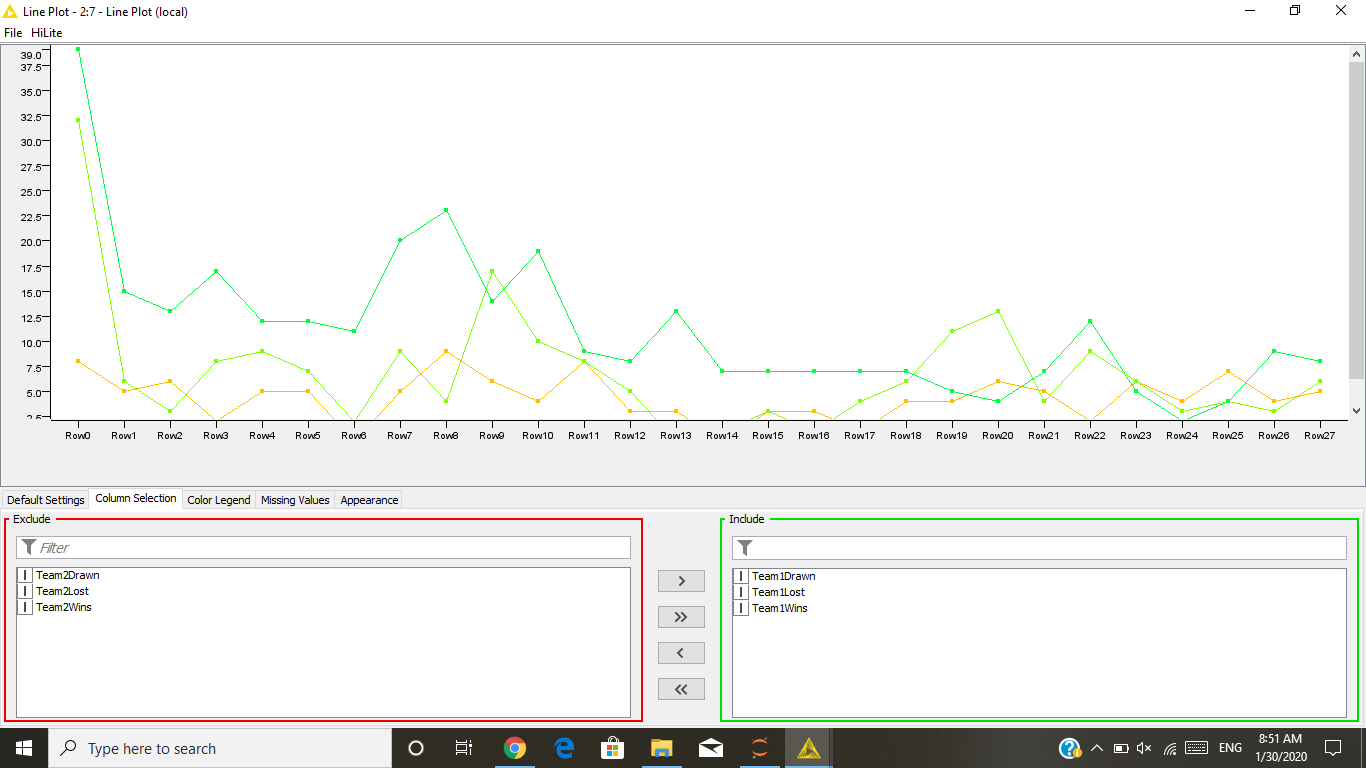 Line Plot - 2:7 - Line Plot (local)
File HiLite
39.0
37.5
35.0
32.5
30.0
27.5
25.0
22.5
20.0
17.5
15.0
12.5
10.0
7.5
5.0
2.5
Row0 Row1 Row2 Row3 Row4 Row5 Row6 Row7 Row8 Row9 Row10 Row11 Row12 Row13 Row14 Row15 Row16 Row17 Row18 Row19 Row20 Row21 Row22 Row23 Row24 Row25 Row26 Row27
Default Settings Column Selection Color Legend Missing Values Appearance
Exclude
Filter
I Team2Drawn
I Team2Lost
I Team2Wins
>
>>
<
<<
Include
I Team1Drawn
I Team1Lost
I Team1Wins
Type here to search
ENG
8:51 AM
1/30/2020